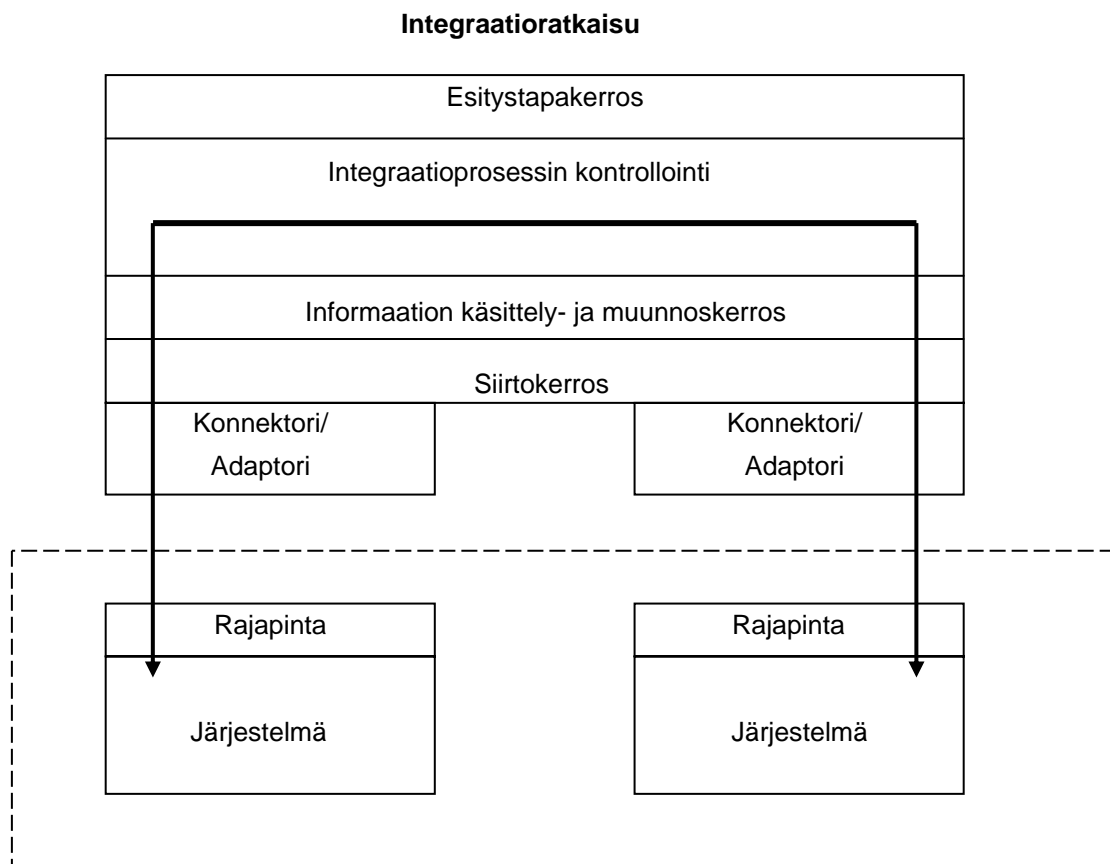 Integraatioratkaisu
Esitystapakerros
Integraatioprosessin kontrollointi
Informaation käsittely- ja muunnoskerros
Siirtokerros
Konnektori/
Adaptori
Konnektori/
Adaptori
Rajapinta
Rajapinta
Järjestelmä
Järjestelmä